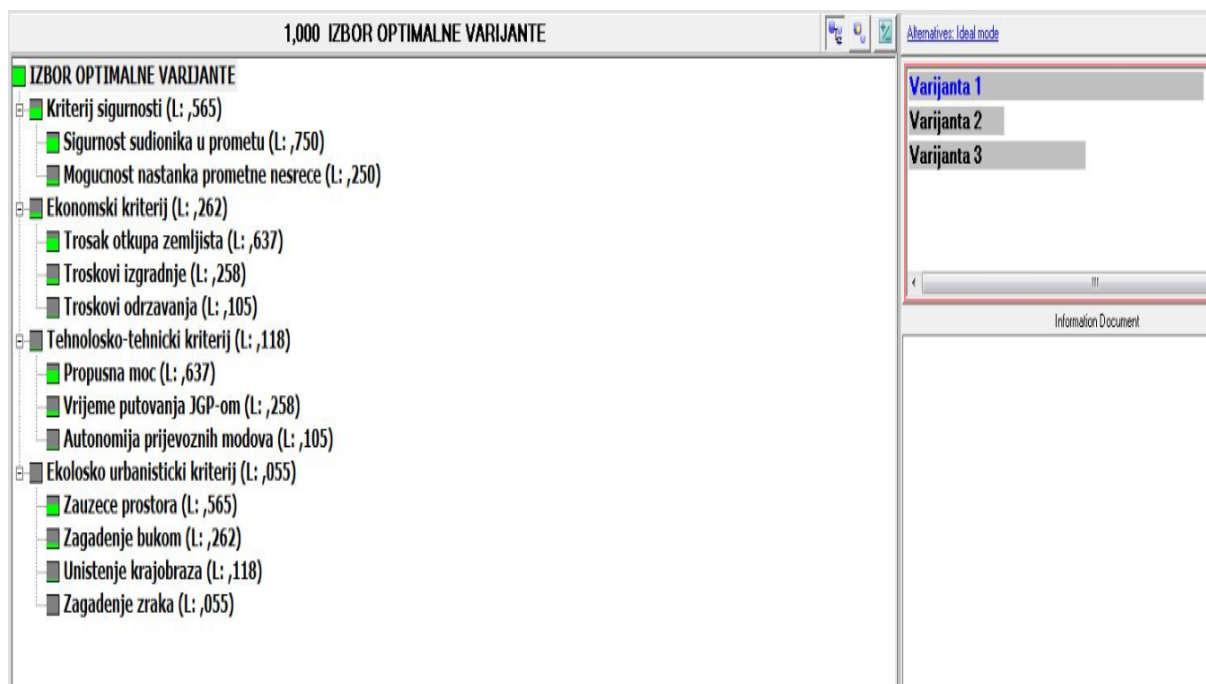 1,000 IZBOR OPTIMALNE VARIJANTE
IZBOR OPTIMALNE VARIJANTE
Kriterij sigurnosti (L: ,565)
Sigurnost sudionika u prometu (L: ,750)
Mogucnost nastanka prometne nesrece (L: ,250)
Ekonomski kriterij (L: ,262)
Trosak otkupa zemljista (L: ,637)
Troskovi izgradnje (L: ,258)
Troskovi odrzavanja (L: ,105)
Tehnolosko-tehnicki kriterij (L: ,118)
Propusna moc (L: ,637)
Vrijeme putovanja JGP-om (L: ,258)
Autonomija prijevoznih modova (L: ,105)
Ekolosko urbanisticki kriterij (L: ,055)
Zauzece prostora (L: ,565)
Zagadenje bukom (L: ,262)
Unistenje krajobraza (L: ,118)
Zagadenje zraka (L: ,055)
Alternatives: Ideal mode
Varijanta 1
Varijanta 2
Varijanta 3
Information Document